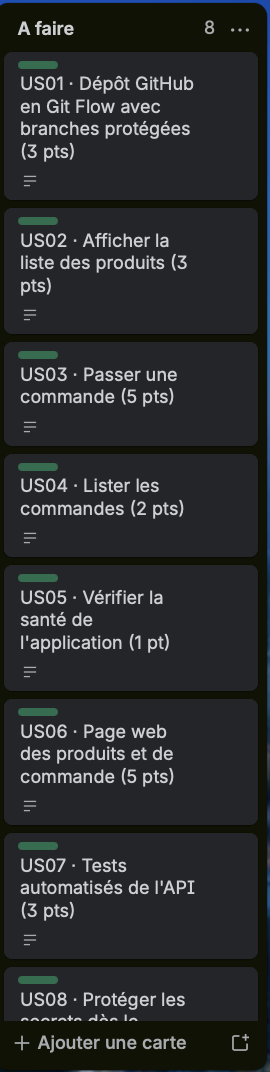 A faire
8
US01 · Dépôt GitHub
en Git Flow avec
branches protégées
(3 pts)
US02 · Afficher la
liste des produits (3
pts)
US03 · Passer une
commande (5 pts)
US04 · Lister les
commandes (2 pts)
US05 · Vérifier la
santé de
l'application (1 pt)
US06 · Page web
des produits et de
commande (5 pts)
US07 · Tests
automatisés de l'API
(3 pts)
US08 · Protéger les
secrets dès le
Ajouter une carte